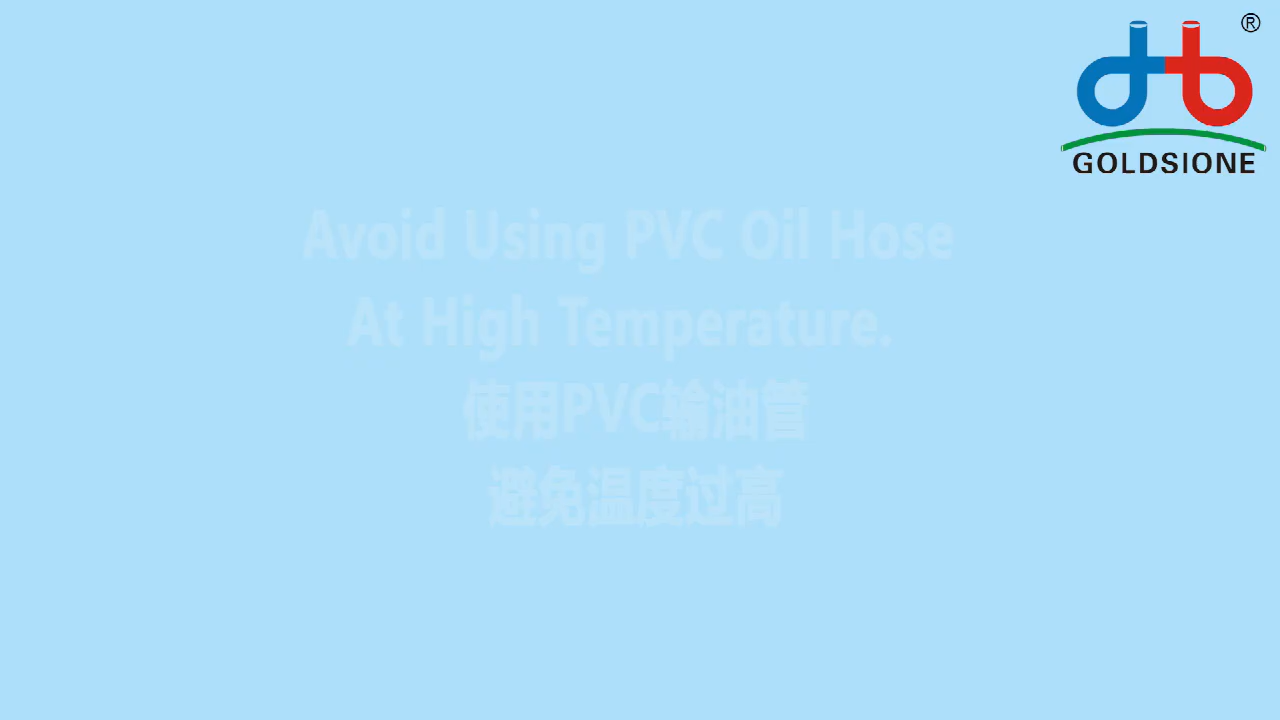 ®
GOLDSIONE
Avoid Using PVC Oil Hose
At High Temperature.
使用PVC输油管
避免温度过高